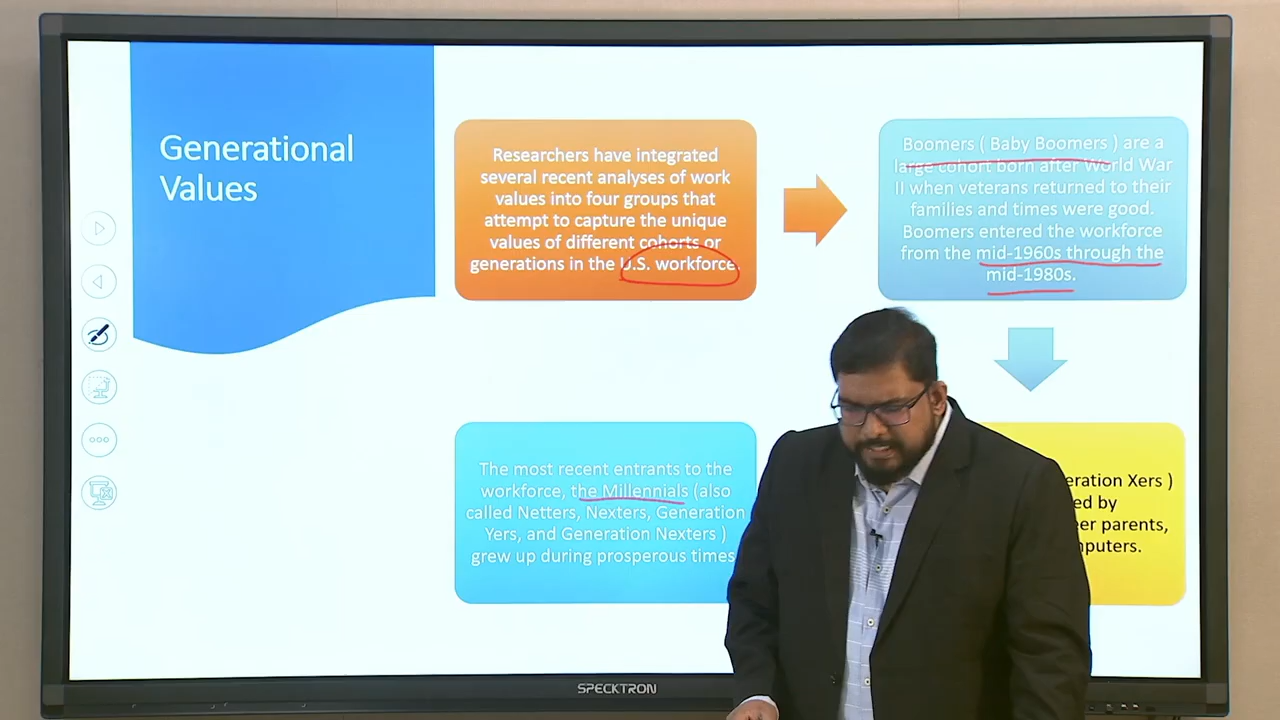 Generational
Values
Researchers have integrated
several recent analyses of work
values into four groups that
attempt to capture the unique
values of different cohorts or
generations in the U.S. workforce.
Boomers ( Baby Boomers ) are a
large cohort born after World War
II when veterans returned to their
families and times were good.
Boomers entered the workforce
from the mid-1960s through the
mid-1980s.
eration Xers )
ed by
er parents,
puters.
The most recent entrants to the
workforce, the Millennials (also
called Netters, Nexters, Generation
Yers, and Generation Nexters )
grew up during prosperous times
SPECKTRON